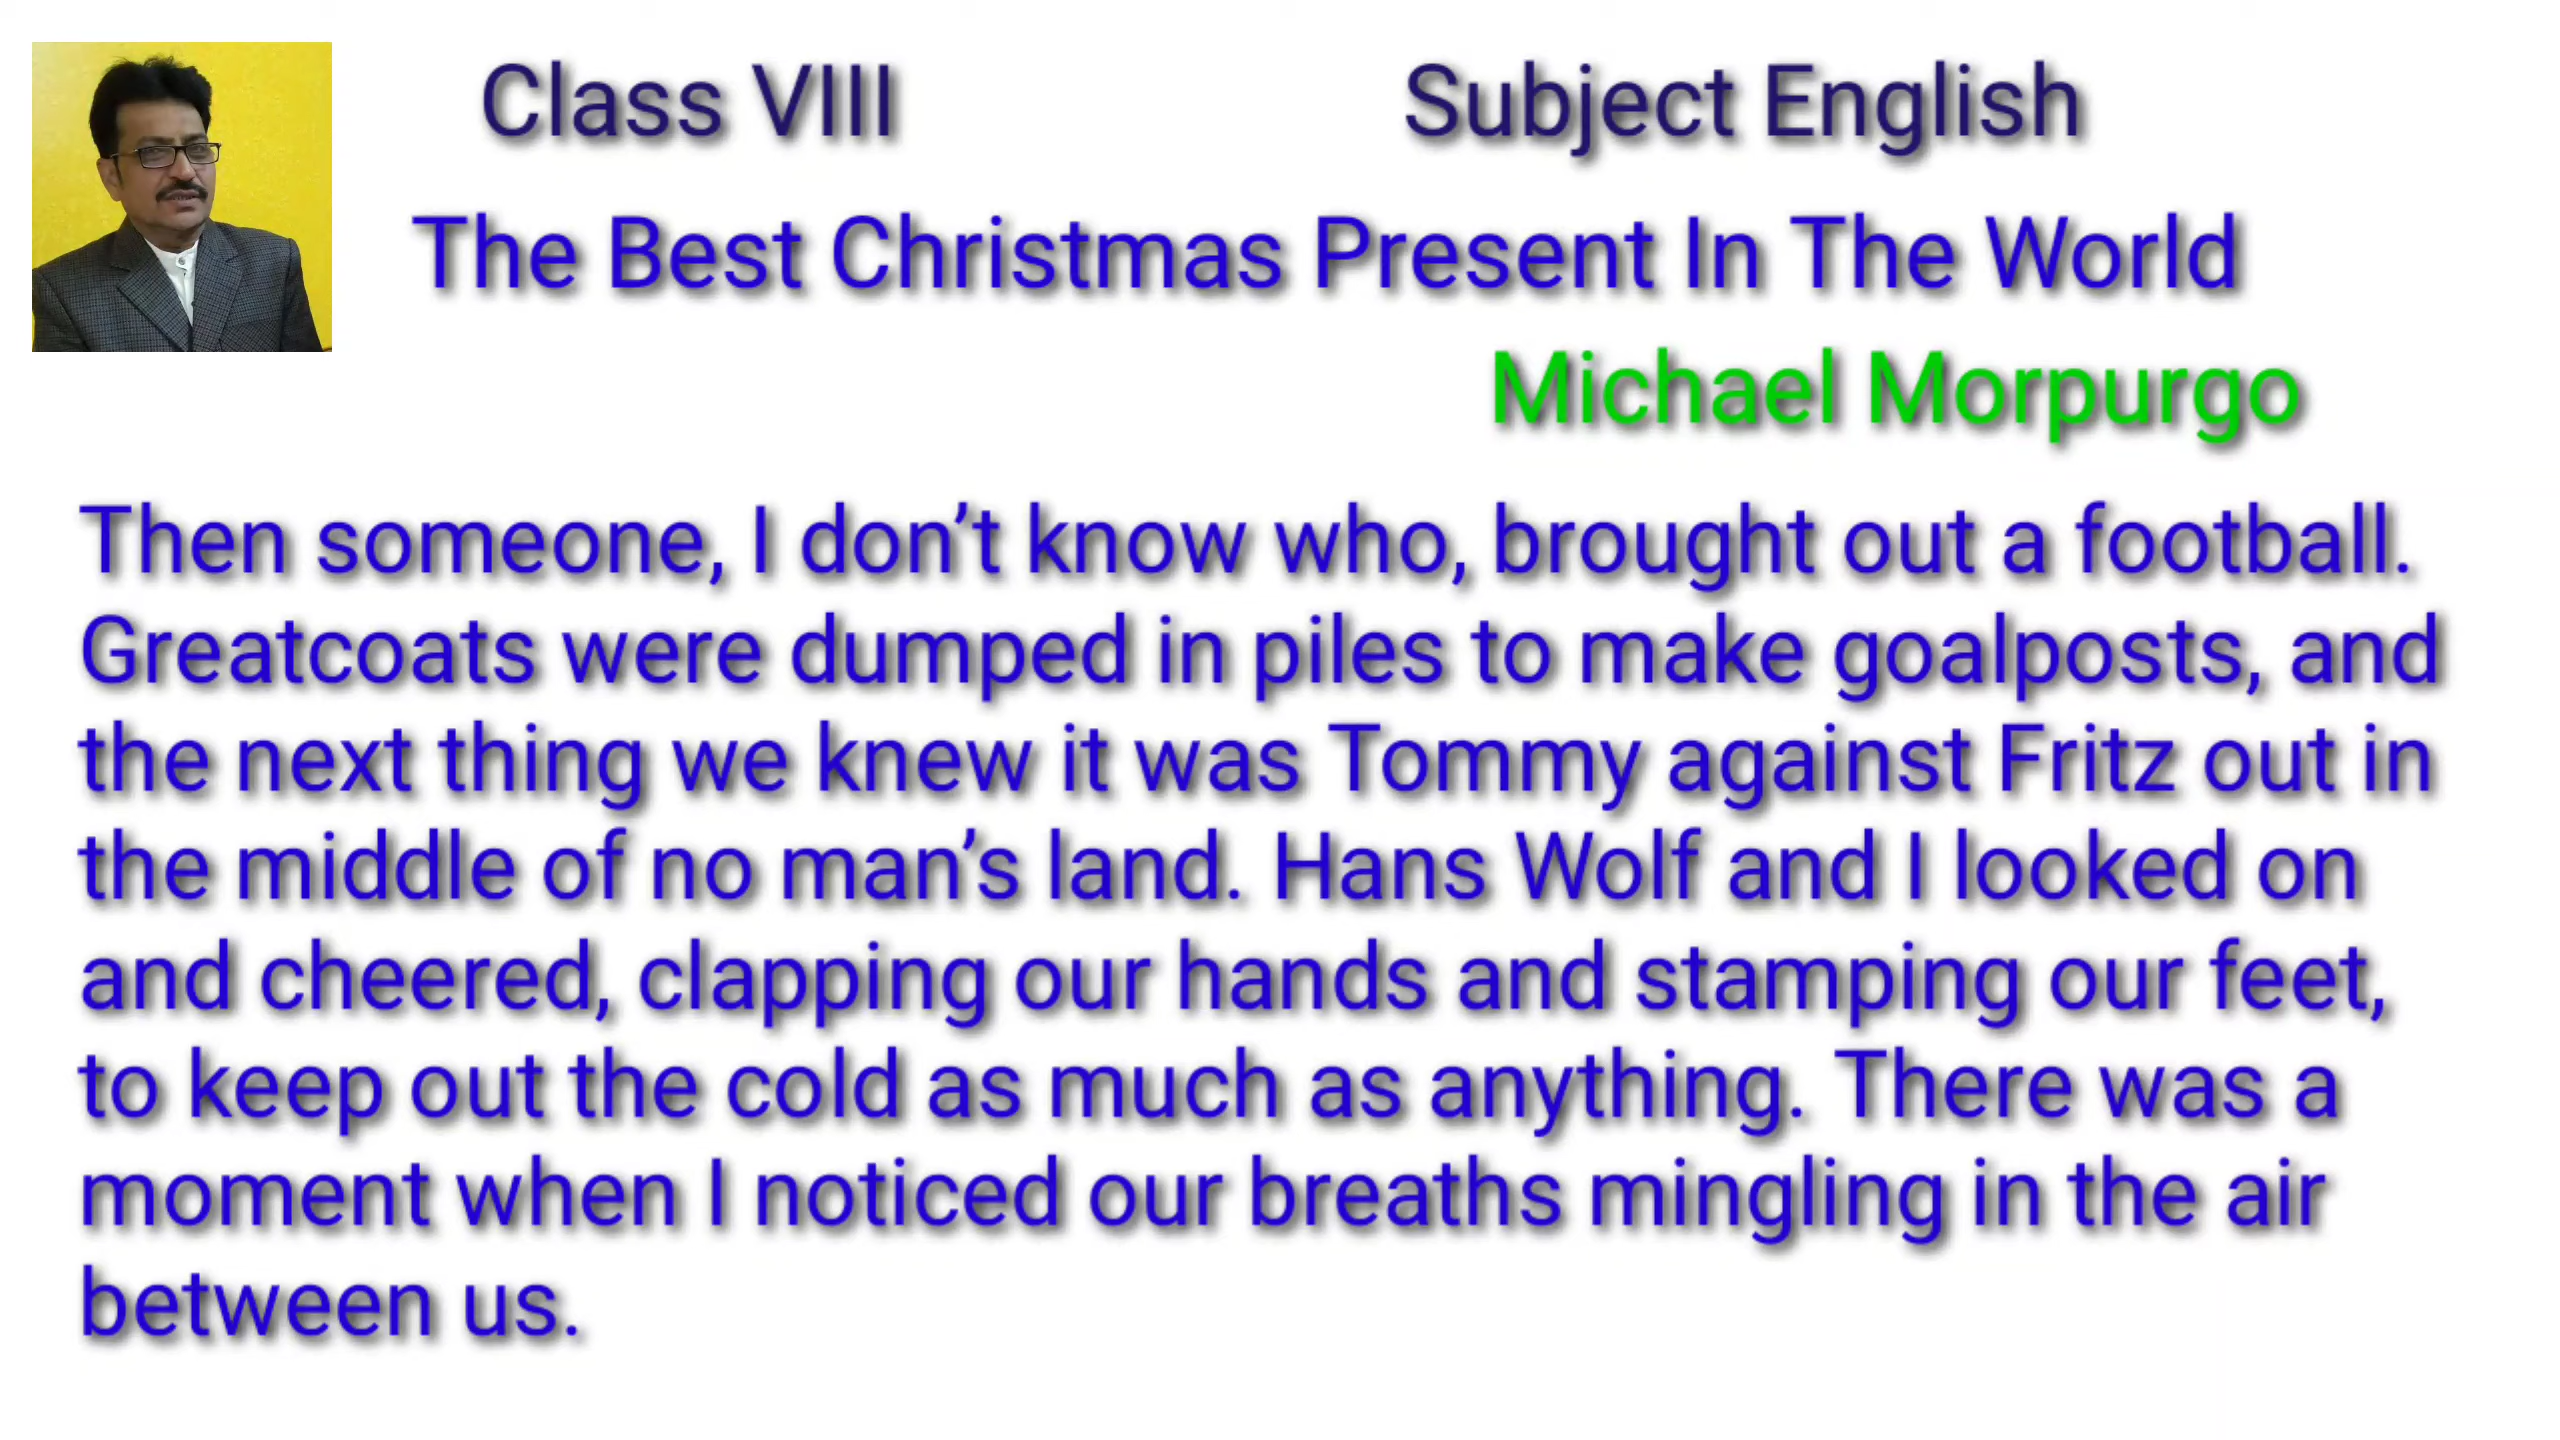 Class VIII Subject English
The Best Christmas Present In The World
Michael Morpurgo
Then someone, I don’t know who, brought out a football.
Greatcoats were dumped in piles to make goalposts, and
the next thing we knew it was Tommy against Fritz out in
the middle of no man’s land. Hans Wolf and I looked on
and cheered, clapping our hands and stamping our feet,
to keep out the cold as much as anything. There was a
moment when I noticed our breaths mingling in the air
between us.